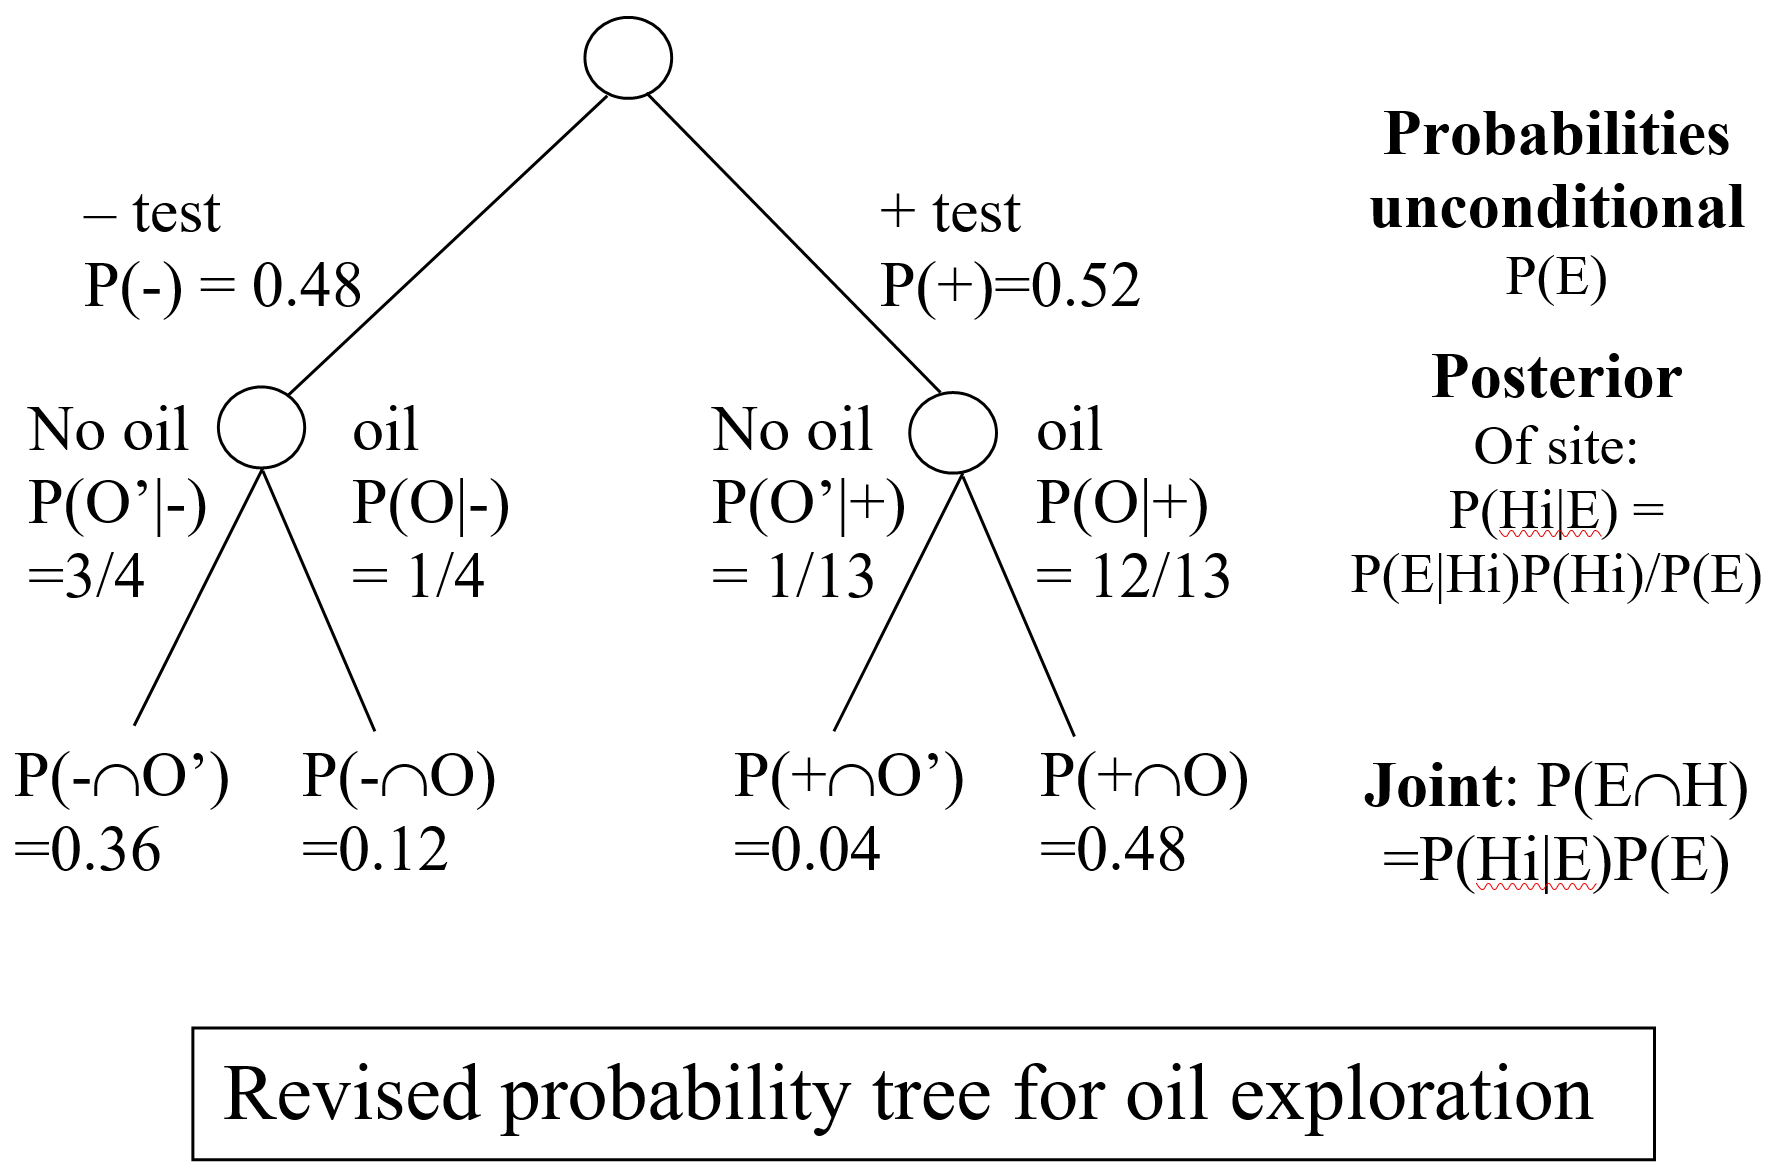 – test
P(-) = 0.48
+ test
P(+)=0.52
Probabilities
unconditional
P(E)
No oil
P(O’|-)
=3/4
oil
P(O|-)
= 1/4
No oil
P(O’|+)
= 1/13
oil
P(O|+)
= 12/13
Posterior
Of site:
P(Hi|E) =
P(E|Hi)P(Hi)/P(E)
P(-∩O’)
=0.36
P(-∩O)
=0.12
P(+∩O’)
=0.04
P(+∩O)
=0.48
Joint: P(E∩H)
=P(Hi|E)P(E)
Revised probability tree for oil exploration